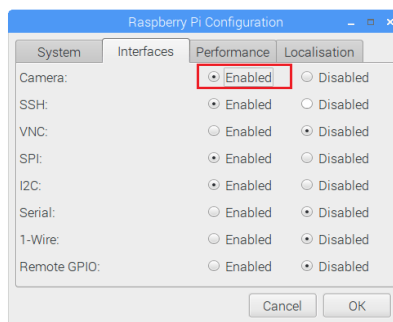 Raspberry Pi Configuration
System Interfaces Performance Localisation
Camera: Enabled Disabled
SSH: Enabled Disabled
VNC: Enabled Disabled
SPI: Enabled Disabled
I2C: Enabled Disabled
Serial: Enabled Disabled
1-Wire: Enabled Disabled
Remote GPIO: Enabled Disabled
Cancel OK